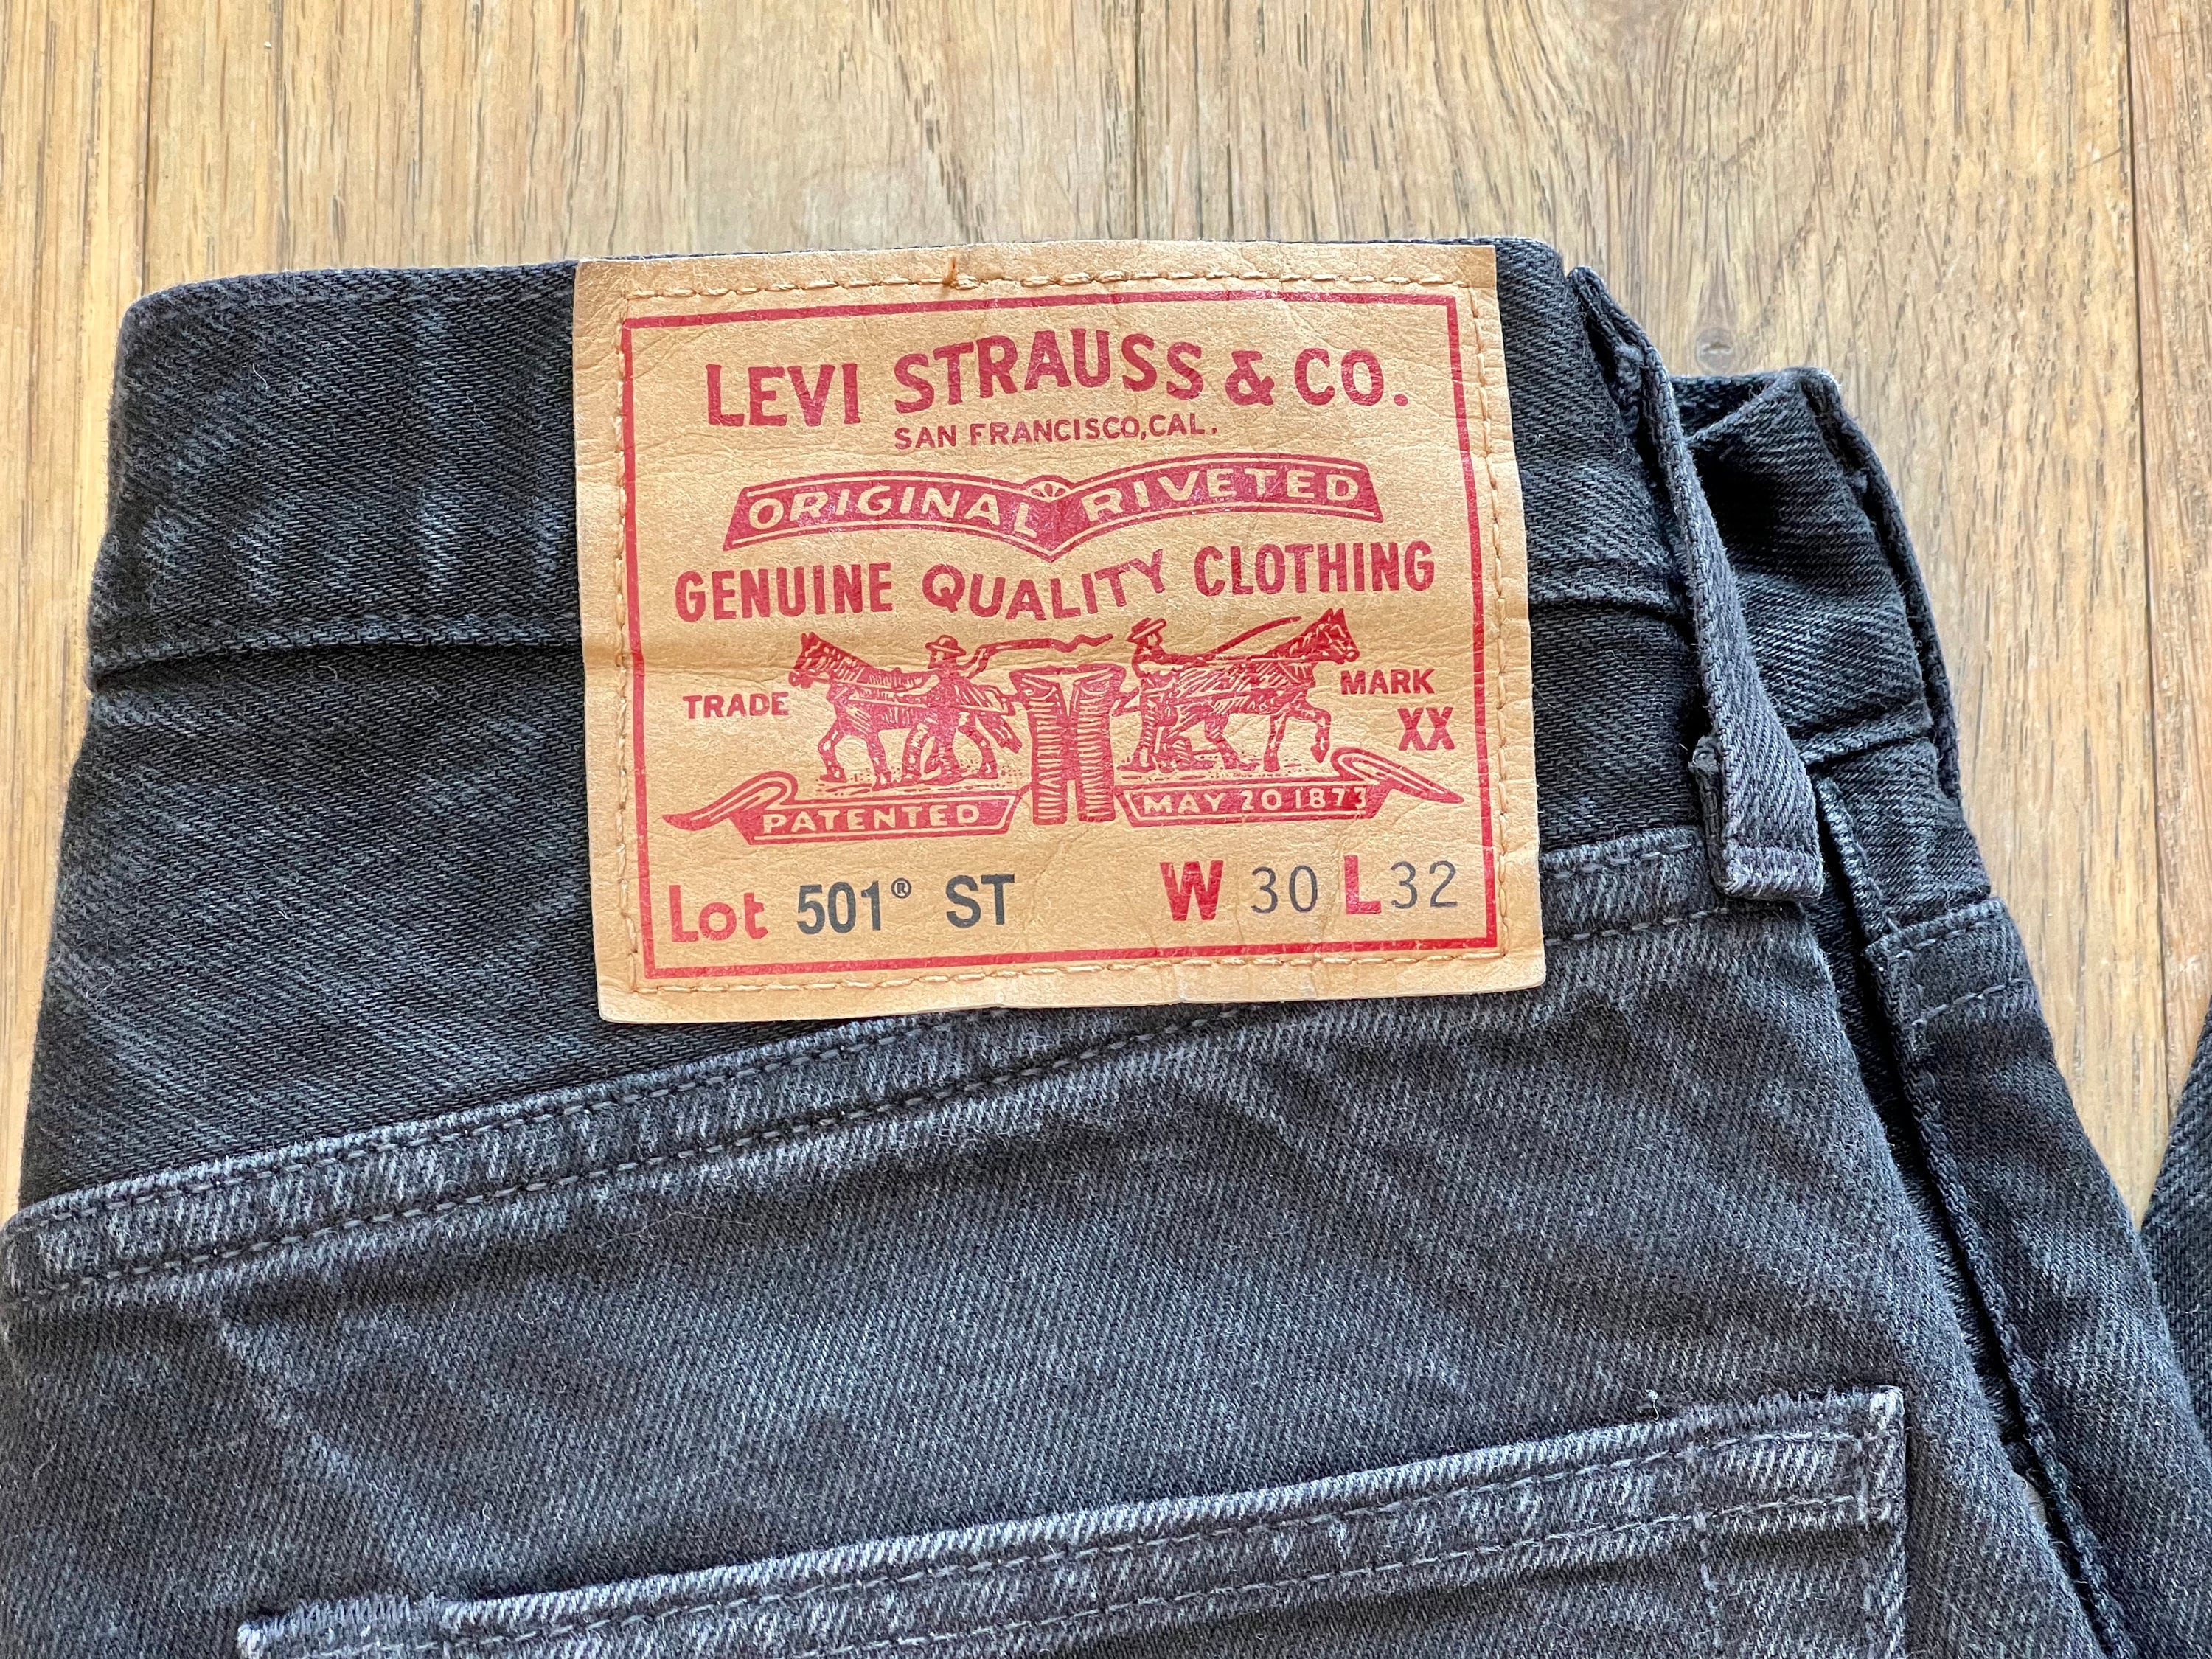 LEVI STRAUSS & CO.
SAN FRANCISCO, CAL.
ORIGINAL RIVETED
GENUINE QUALITY CLOTHING
TRADE MARK
XX
PATENTED MAY 20 1873
Lot 501® ST W 30 L 32